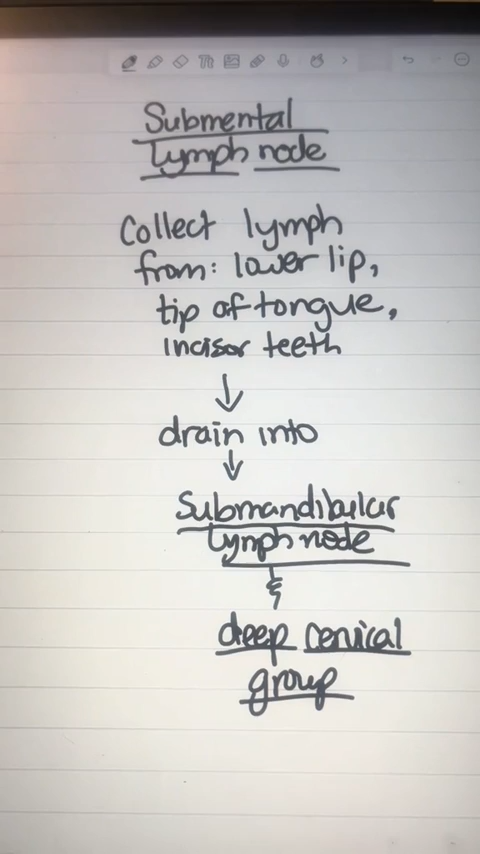 Submental
Lymph node
Collect lymph
from: lower lip,
tip of tongue,
incisor teeth
↓
drain into
↓
Submandibular
Lymph node
&
deep cervical
group